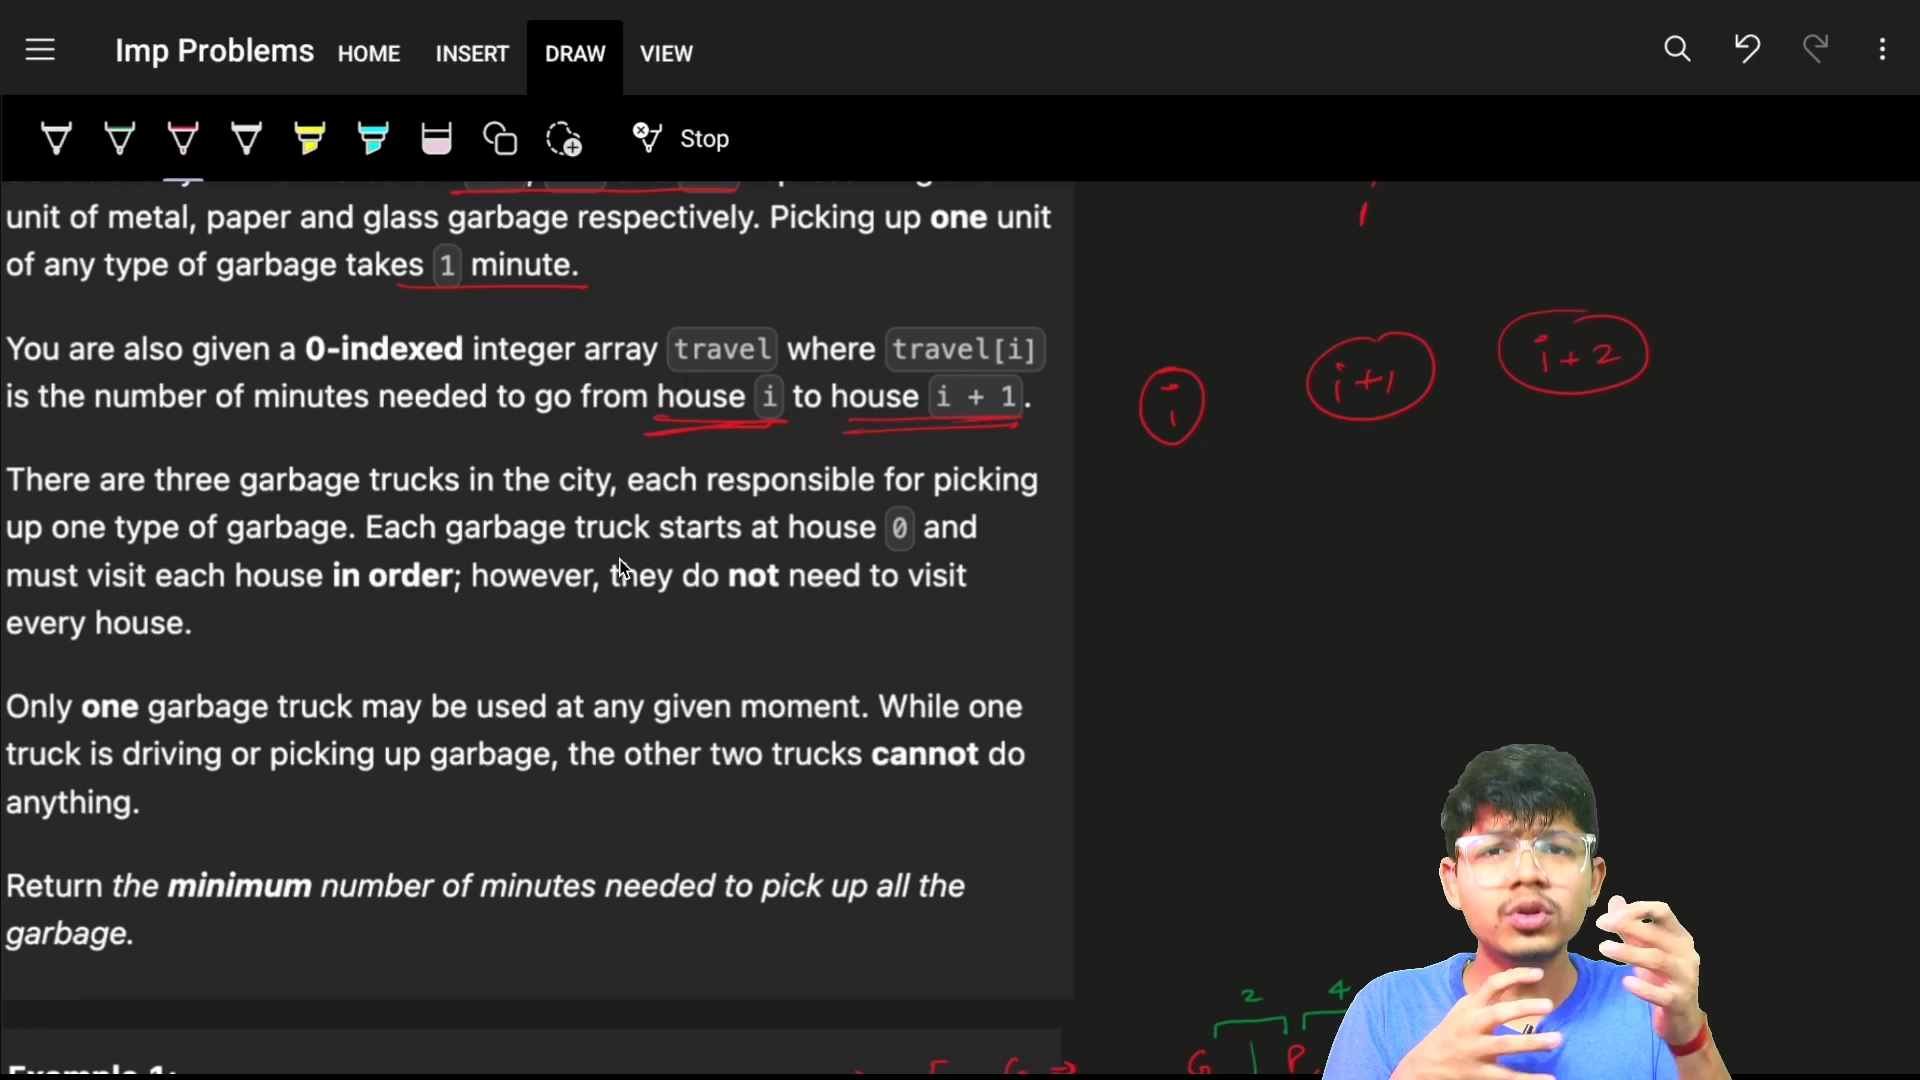 Imp Problems HOME INSERT DRAW VIEW
Stop
unit of metal, paper and glass garbage respectively. Picking up one unit
of any type of garbage takes 1 minute.
You are also given a 0-indexed integer array travel where travel[i]
is the number of minutes needed to go from house i to house i + 1.
There are three garbage trucks in the city, each responsible for picking
up one type of garbage. Each garbage truck starts at house 0 and
must visit each house in order; however, they do not need to visit
every house.
Only one garbage truck may be used at any given moment. While one
truck is driving or picking up garbage, the other two trucks cannot do
anything.
Return the minimum number of minutes needed to pick up all the
garbage.
Example 1:
i
i i+1 i+2
2 4
G P